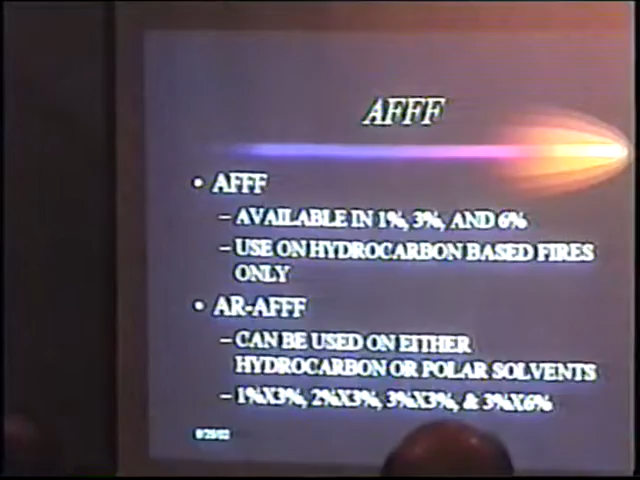 AFFF
• AFFF
– AVAILABLE IN 1%, 3%, AND 6%
– USE ON HYDROCARBON BASED FIRES
ONLY
• AR-AFFF
– CAN BE USED ON EITHER
HYDROCARBON OR POLAR SOLVENTS
– 1%X3%, 2%X3%, 3%X3%, & 3%X6%